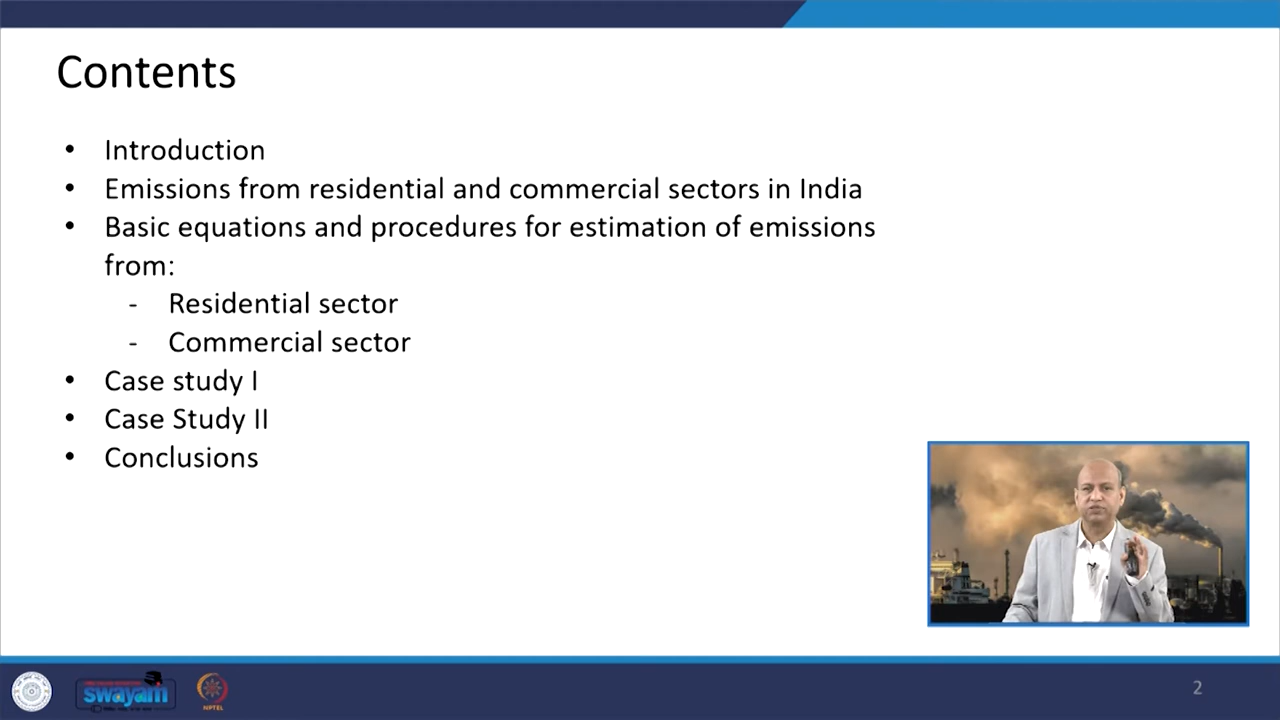 Contents
• Introduction
• Emissions from residential and commercial sectors in India
• Basic equations and procedures for estimation of emissions
from:
- Residential sector
- Commercial sector
• Case study I
• Case Study II
• Conclusions
swayam
NPTEL
2